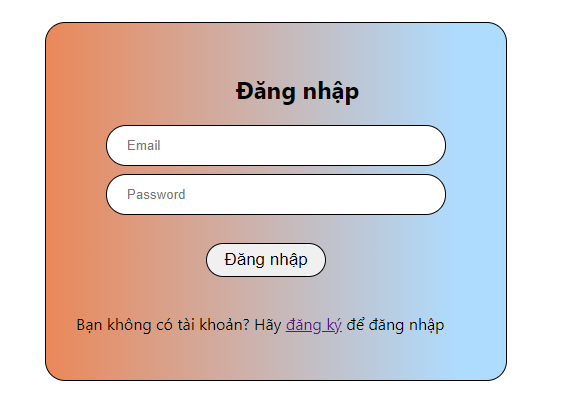 Đăng nhập
Email
Password
Đăng nhập
Bạn không có tài khoản? Hãy đăng ký để đăng nhập